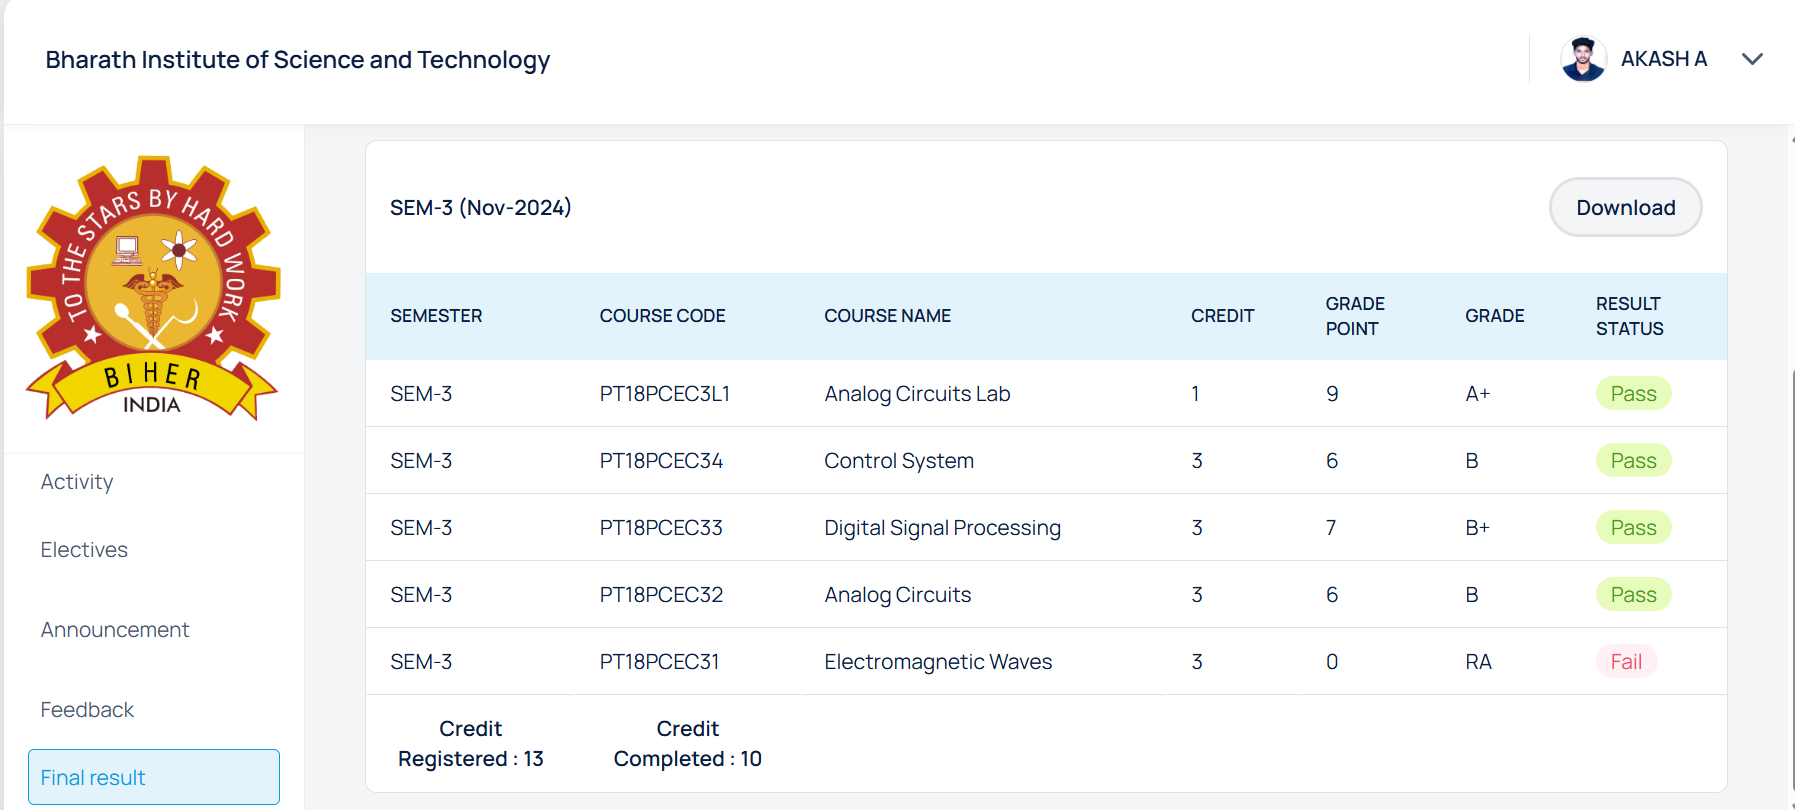 Bharath Institute of Science and Technology
AKASH A
TO THE STARS BY HARD WORK
BIHER
INDIA
Activity
Electives
Announcement
Feedback
Final result
SEM-3 (Nov-2024)
Download
SEMESTER COURSE CODE COURSE NAME CREDIT GRADE POINT GRADE RESULT STATUS
SEM-3 PT18PCEC3L1 Analog Circuits Lab 1 9 A+ Pass
SEM-3 PT18PCEC34 Control System 3 6 B Pass
SEM-3 PT18PCEC33 Digital Signal Processing 3 7 B+ Pass
SEM-3 PT18PCEC32 Analog Circuits 3 6 B Pass
SEM-3 PT18PCEC31 Electromagnetic Waves 3 0 RA Fail
Credit Registered : 13
Credit Completed : 10